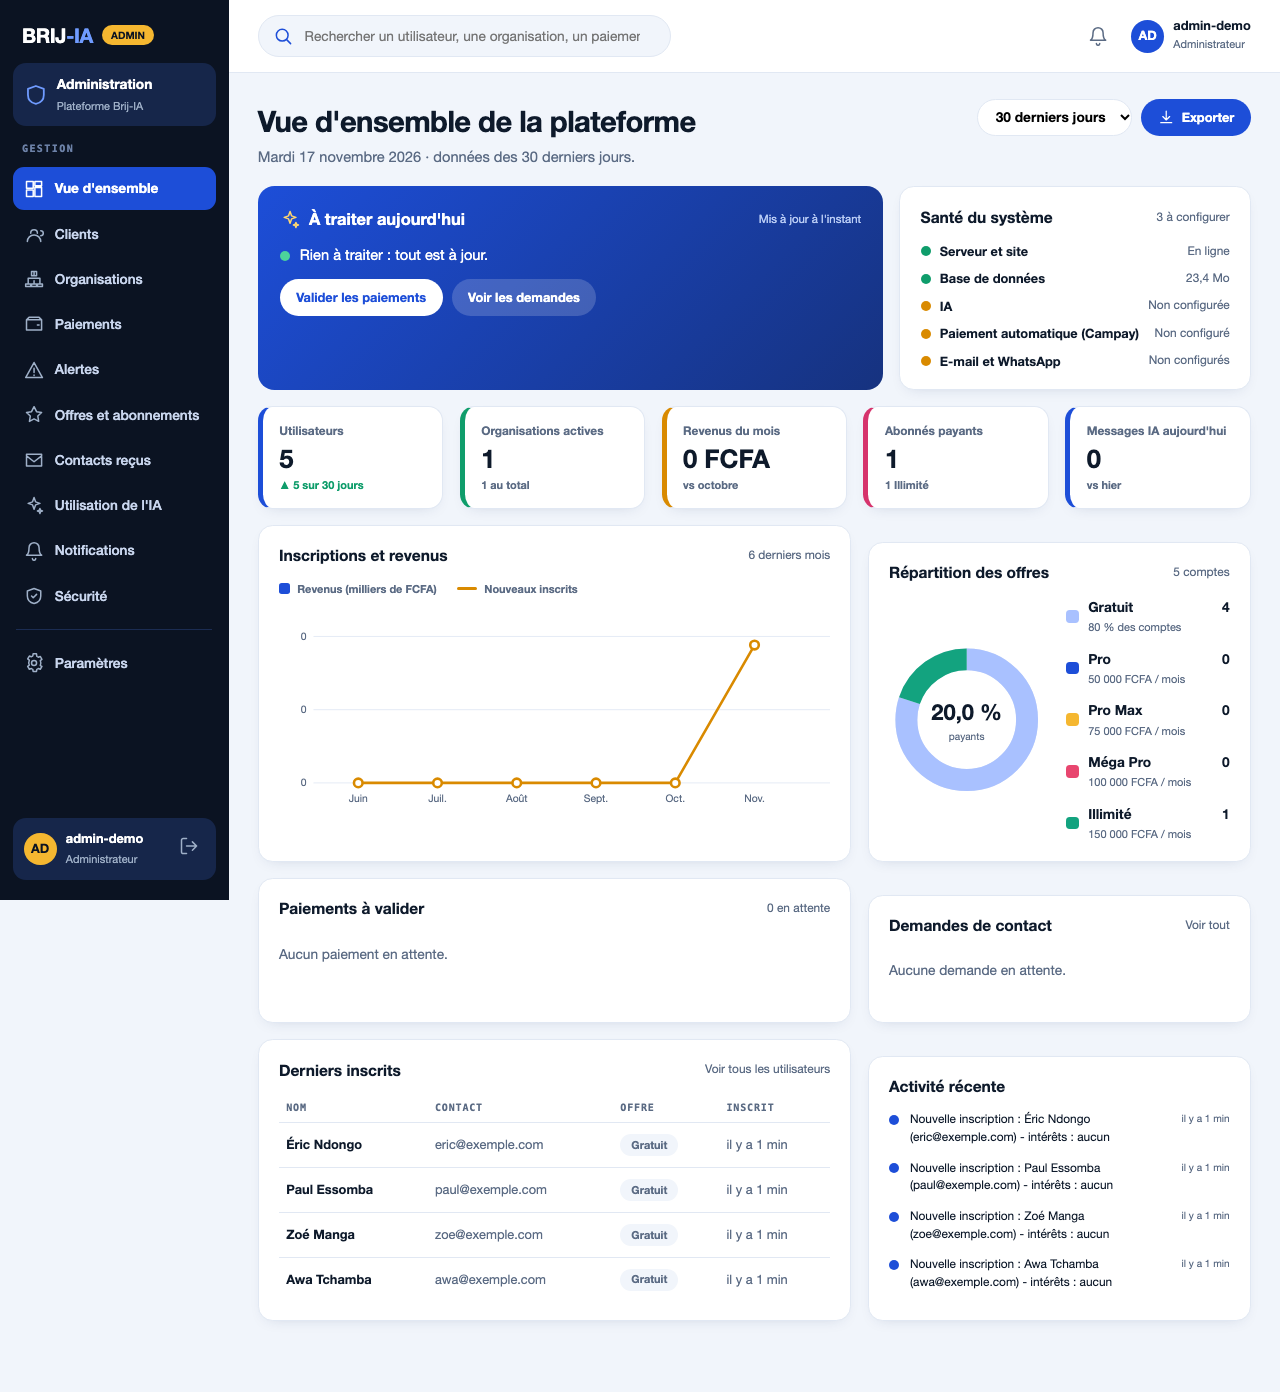 BRIJ-IA ADMIN
Administration
Plateforme Brij-IA
GESTION
Vue d'ensemble
Clients
Organisations
Paiements
Alertes
Offres et abonnements
Contacts reçus
Utilisation de l'IA
Notifications
Sécurité
Paramètres
AD
admin-demo
Administrateur
Rechercher un utilisateur, une organisation, un paiemer
AD
admin-demo
Administrateur
Vue d'ensemble de la plateforme
Mardi 17 novembre 2026 · données des 30 derniers jours.
30 derniers jours
Exporter
À traiter aujourd'hui
Mis à jour à l'instant
Rien à traiter : tout est à jour.
Valider les paiements
Voir les demandes
Santé du système
3 à configurer
Serveur et site
En ligne
Base de données
23,4 Mo
IA
Non configurée
Paiement automatique (Campay)
Non configuré
E-mail et WhatsApp
Non configurés
Utilisateurs
5
▲ 5 sur 30 jours
Organisations actives
1
1 au total
Revenus du mois
0 FCFA
vs octobre
Abonnés payants
1
1 Illimité
Messages IA aujourd'hui
0
vs hier
Inscriptions et revenus
6 derniers mois
Revenus (milliers de FCFA)
Nouveaux inscrits
0
0
0
Juin
Juil.
Août
Sept.
Oct.
Nov.
Répartition des offres
5 comptes
20,0 %
payants
Gratuit
4
80 % des comptes
Pro
0
50 000 FCFA / mois
Pro Max
0
75 000 FCFA / mois
Méga Pro
0
100 000 FCFA / mois
Illimité
1
150 000 FCFA / mois
Paiements à valider
0 en attente
Aucun paiement en attente.
Demandes de contact
Voir tout
Aucune demande en attente.
Derniers inscrits
Voir tous les utilisateurs
NOM CONTACT OFFRE INSCRIT
Éric Ndongo eric@exemple.com Gratuit il y a 1 min
Paul Essomba paul@exemple.com Gratuit il y a 1 min
Zoé Manga zoe@exemple.com Gratuit il y a 1 min
Awa Tchamba awa@exemple.com Gratuit il y a 1 min
Activité récente
Nouvelle inscription : Éric Ndongo
il y a 1 min
(eric@exemple.com) - intérêts : aucun
Nouvelle inscription : Paul Essomba
il y a 1 min
(paul@exemple.com) - intérêts : aucun
Nouvelle inscription : Zoé Manga
il y a 1 min
(zoe@exemple.com) - intérêts : aucun
Nouvelle inscription : Awa Tchamba
il y a 1 min
(awa@exemple.com) - intérêts : aucun